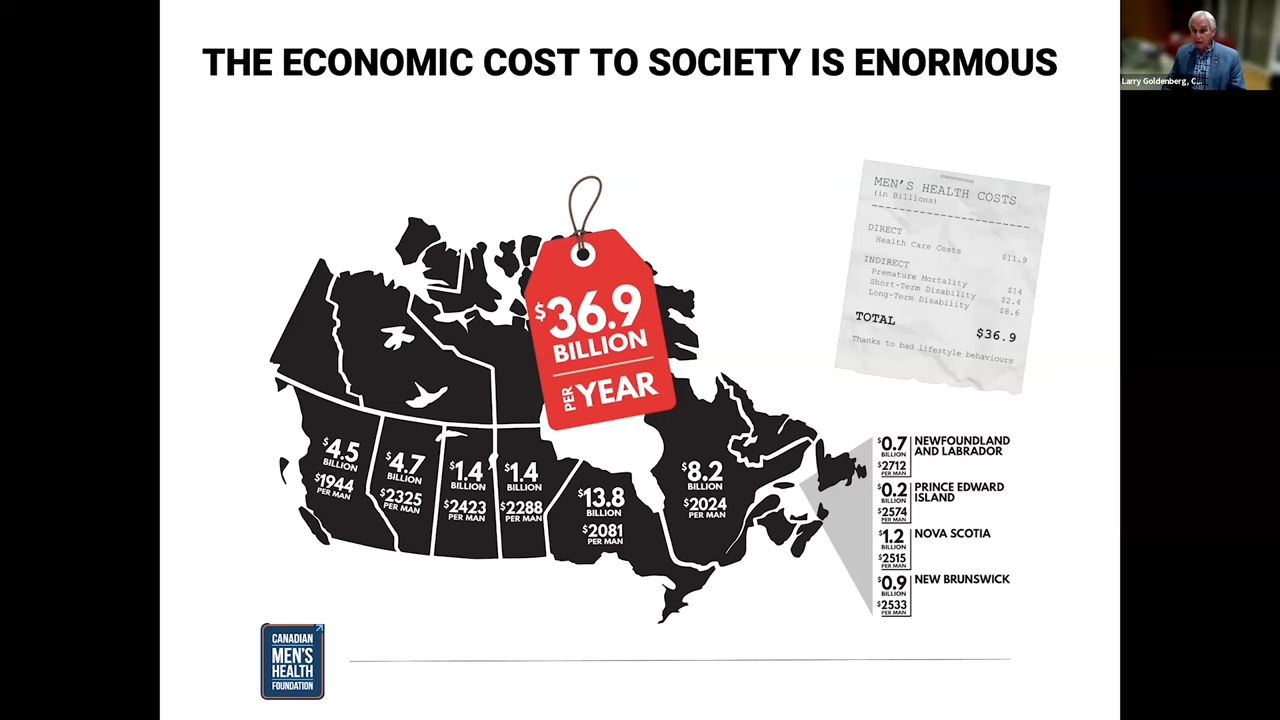 THE ECONOMIC COST TO SOCIETY IS ENORMOUS
Larry Goldenberg, C...
MEN'S HEALTH COSTS
(in Billions)
DIRECT
Health Care Costs $11.9
INDIRECT
Premature Mortality $14
Short-Term Disability $2.4
Long-Term Disability $8.6
TOTAL $36.9
Thanks to bad lifestyle behaviours
$36.9
BILLION
PER YEAR
$4.5
BILLION
$1944
PER MAN
$4.7
BILLION
$2325
PER MAN
$1.4
BILLION
$2423
PER MAN
$1.4
BILLION
$2288
PER MAN
$13.8
BILLION
$2081
PER MAN
$8.2
BILLION
$2024
PER MAN
$0.7
BILLION
$2712
PER MAN
NEWFOUNDLAND
AND LABRADOR
$0.2
BILLION
$2574
PER MAN
PRINCE EDWARD
ISLAND
$1.2
BILLION
$2515
PER MAN
NOVA SCOTIA
$0.9
BILLION
$2533
PER MAN
NEW BRUNSWICK
CANADIAN
MEN'S
HEALTH
FOUNDATION